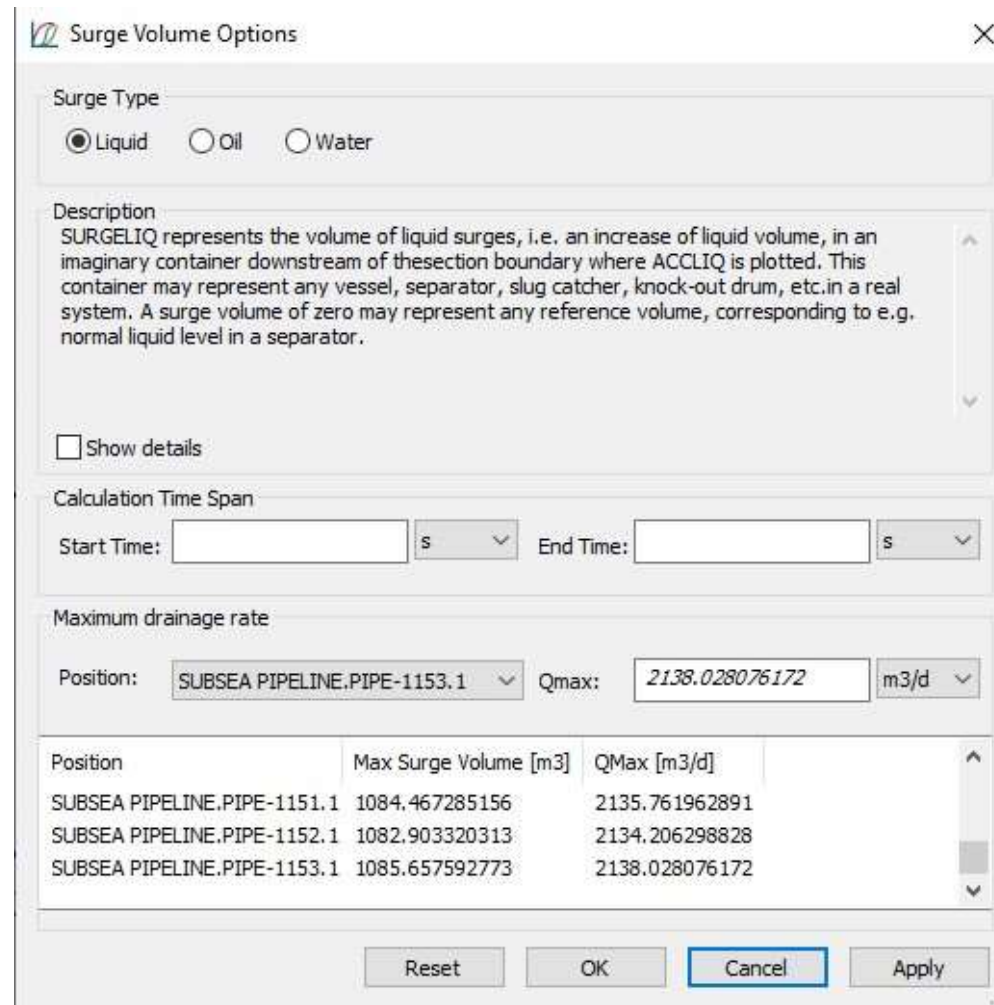 Surge Volume Options
Surge Type
Liquid Oil Water
Description
SURGELIQ represents the volume of liquid surges, i.e. an increase of liquid volume, in an
imaginary container downstream of thesection boundary where ACCLIQ is plotted. This
container may represent any vessel, separator, slug catcher, knock-out drum, etc.in a real
system. A surge volume of zero may represent any reference volume, corresponding to e.g.
normal liquid level in a separator.
Show details
Calculation Time Span
Start Time: s End Time: s
Maximum drainage rate
Position: SUBSEA PIPELINE.PIPE-1153.1 Qmax: 2138.028076172 m3/d
Position Max Surge Volume [m3] QMax [m3/d]
SUBSEA PIPELINE.PIPE-1151.1 1084.467285156 2135.761962891
SUBSEA PIPELINE.PIPE-1152.1 1082.903320313 2134.206298828
SUBSEA PIPELINE.PIPE-1153.1 1085.657592773 2138.028076172
Reset OK Cancel Apply